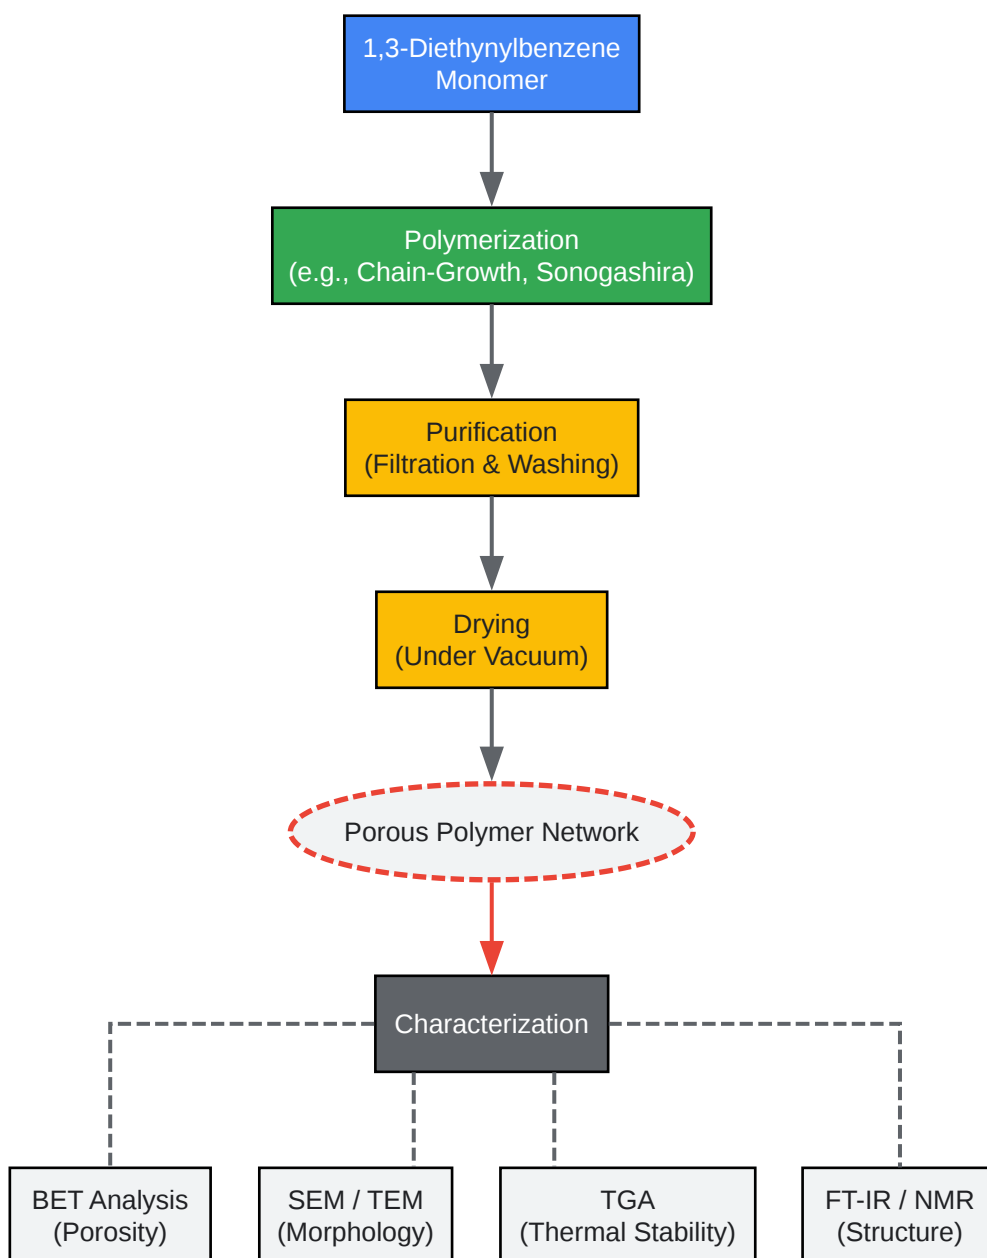 1,3-Diethynylbenzene
Monomer
Polymerization
(e.g., Chain-Growth, Sonogashira)
Purification
(Filtration & Washing)
Drying
(Under Vacuum)
Porous Polymer Network
Characterization
BET Analysis
(Porosity)
SEM / TEM
(Morphology)
TGA
(Thermal Stability)
FT-IR / NMR
(Structure)